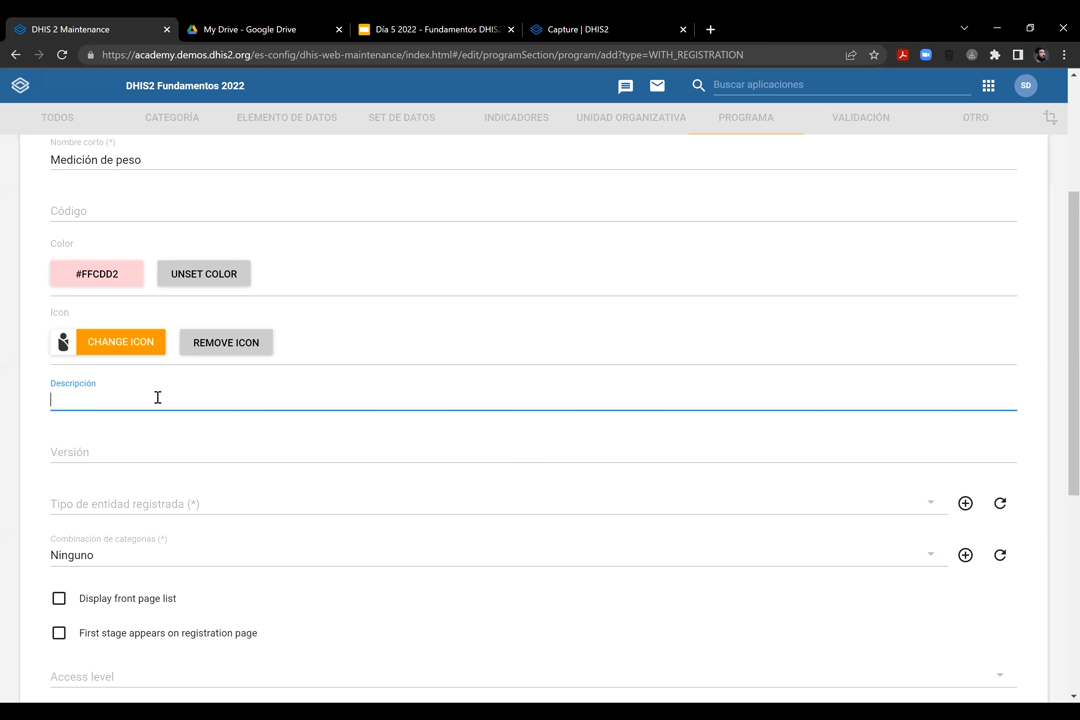 DHIS 2 Maintenance
My Drive - Google Drive
Día 5 2022 - Fundamentos DHIS2
Capture | DHIS2
https://academy.demos.dhis2.org/es-config/dhis-web-maintenance/index.html#/edit/programSection/program/add?type=WITH_REGISTRATION
DHIS2 Fundamentos 2022
Buscar aplicaciones
SD
TODOS
CATEGORÍA
ELEMENTO DE DATOS
SET DE DATOS
INDICADORES
UNIDAD ORGANIZATIVA
PROGRAMA
VALIDACIÓN
OTRO
Nombre corto (*)
Medición de peso
Código
Color
#FFCDD2
UNSET COLOR
Icon
CHANGE ICON
REMOVE ICON
Descripción
Versión
Tipo de entidad registrada (*)
Combinación de categorias (*)
Ninguno
Display front page list
First stage appears on registration page
Access level